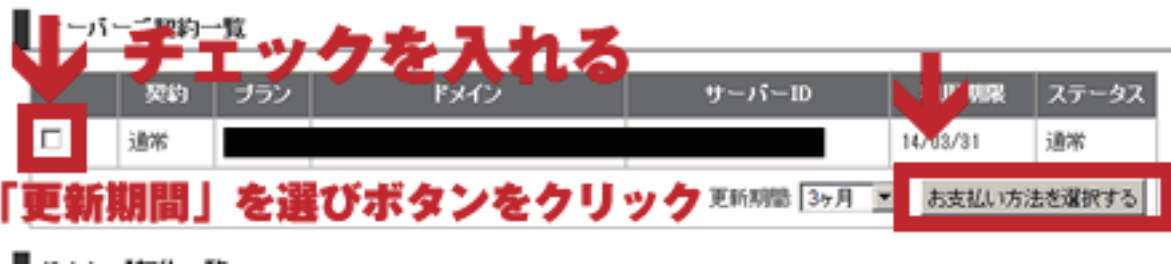 サーバーご契約一覧
チェックを入れる
契約 プラン ドメイン サーバーID 期限 ステータス
通常 14/03/31 通常
「更新期間」を選びボタンをクリック 更新期間 3ヶ月 お支払い方法を選択する